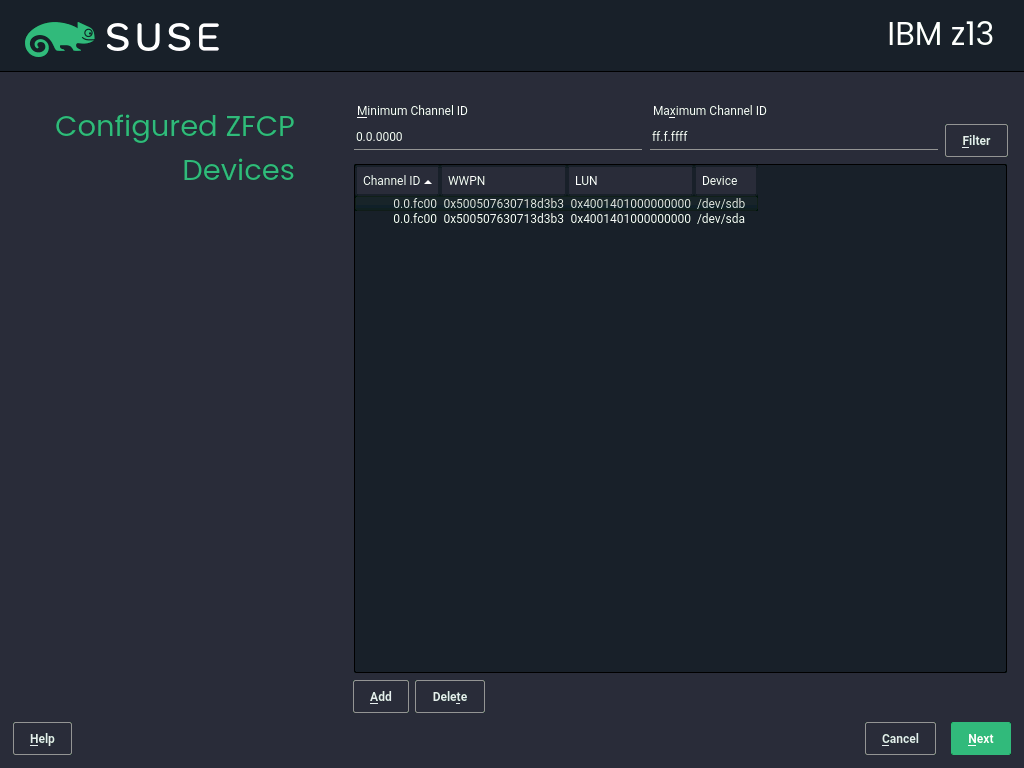 SUSE
IBM z13
Configured ZFCP
Devices
Minimum Channel ID
Maximum Channel ID
0.0.0000
ff.f.ffff
Filter
Channel ID WWPN LUN Device
0.0.fc00 0x500507630718d3b3 0x4001401000000000 /dev/sdb
0.0.fc00 0x500507630713d3b3 0x4001401000000000 /dev/sda
Add
Delete
Help
Cancel
Next